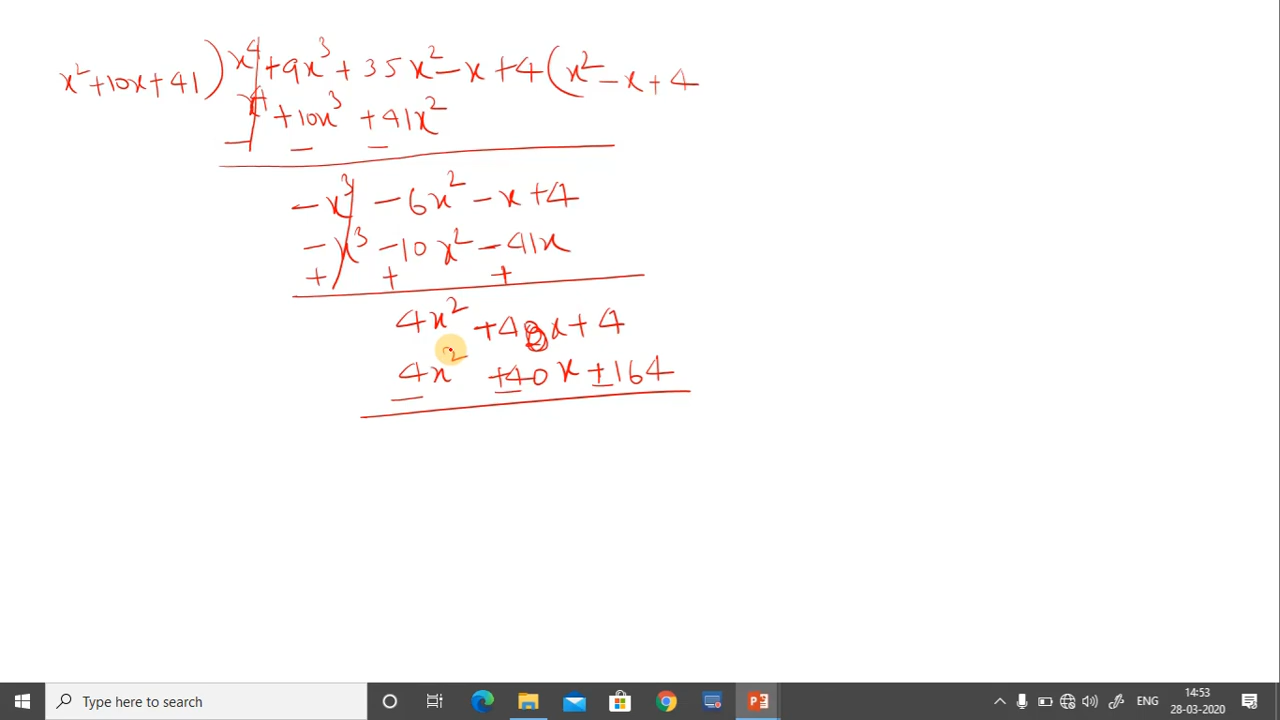 x²+10x+41 ) x⁴+9x³+35x²-x+4 ( x²-x+4
x⁴+10x³+41x²
- - -
-x³-6x²-x+4
-x³-10x²-41x
+ + +
4x²+40x+4
4x²+40x+164
- - -
Type here to search
ENG
14:53
28-03-2020